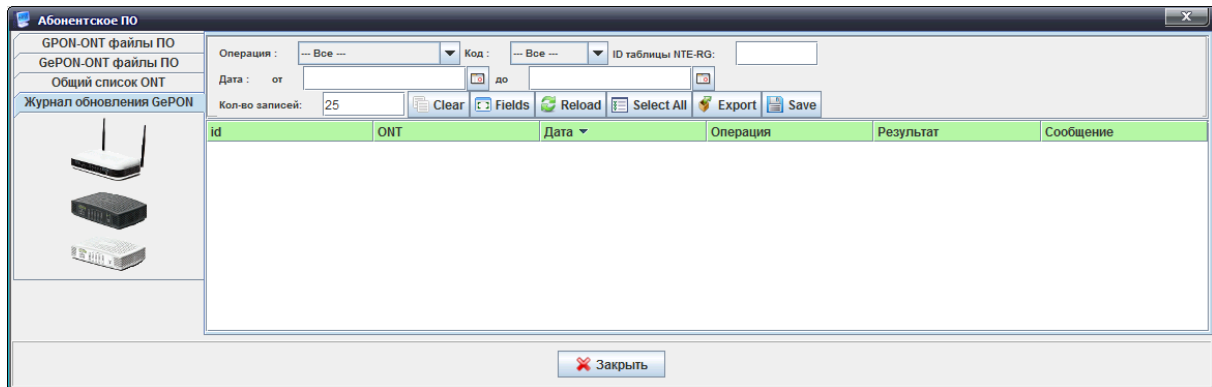 Абонентское ПО
GPON-ONT файлы ПО
GePON-ONT файлы ПО
Общий список ONT
Журнал обновления GePON
Операция : --- Все --- Код : --- Все --- ID таблицы NTE-RG:
Дата : от до
Кол-во записей: 25 Clear Fields Reload Select All Export Save
id ONT Дата Операция Результат Сообщение
Закрыть